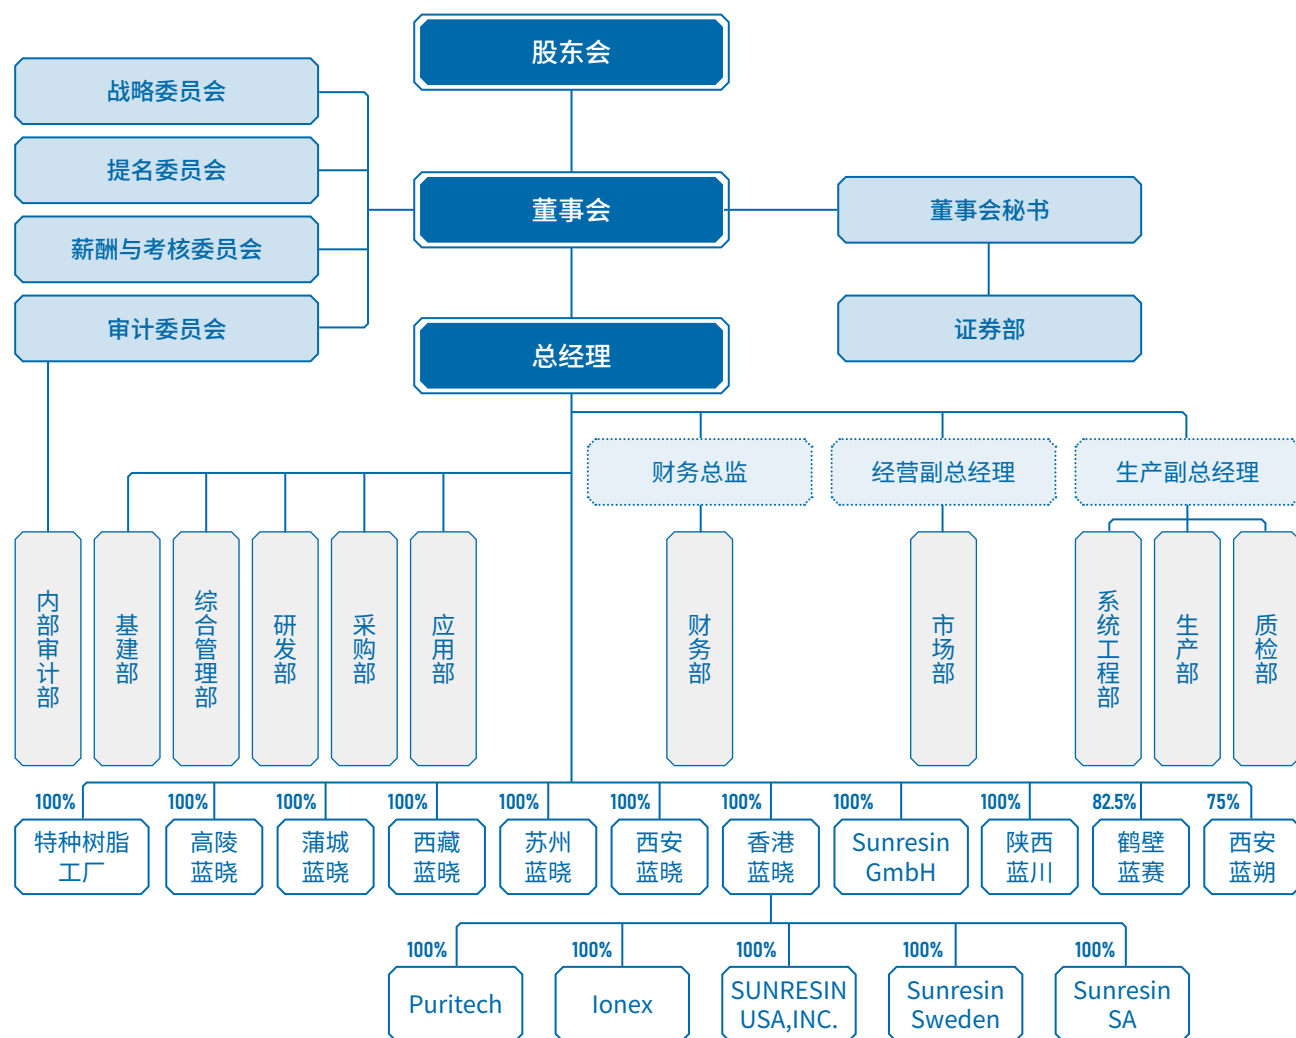 股东会
战略委员会
提名委员会
董事会
董事会秘书
薪酬与考核委员会
审计委员会
证券部
总经理
财务总监
经营副总经理
生产副总经理
内部审计部
基建部
综合管理部
研发部
采购部
应用部
财务部
市场部
系统工程部
生产部
质检部
100%
100%
100%
100%
100%
100%
100%
100%
100%
82.5%
75%
特种树脂
工厂
高陵
蓝晓
蒲城
蓝晓
西藏
蓝晓
苏州
蓝晓
西安
蓝晓
香港
蓝晓
Sunresin
GmbH
陕西
蓝川
鹤壁
蓝赛
西安
蓝朔
100%
100%
100%
100%
100%
Puritech
Ionex
SUNRESIN
USA,INC.
Sunresin
Sweden
Sunresin
SA